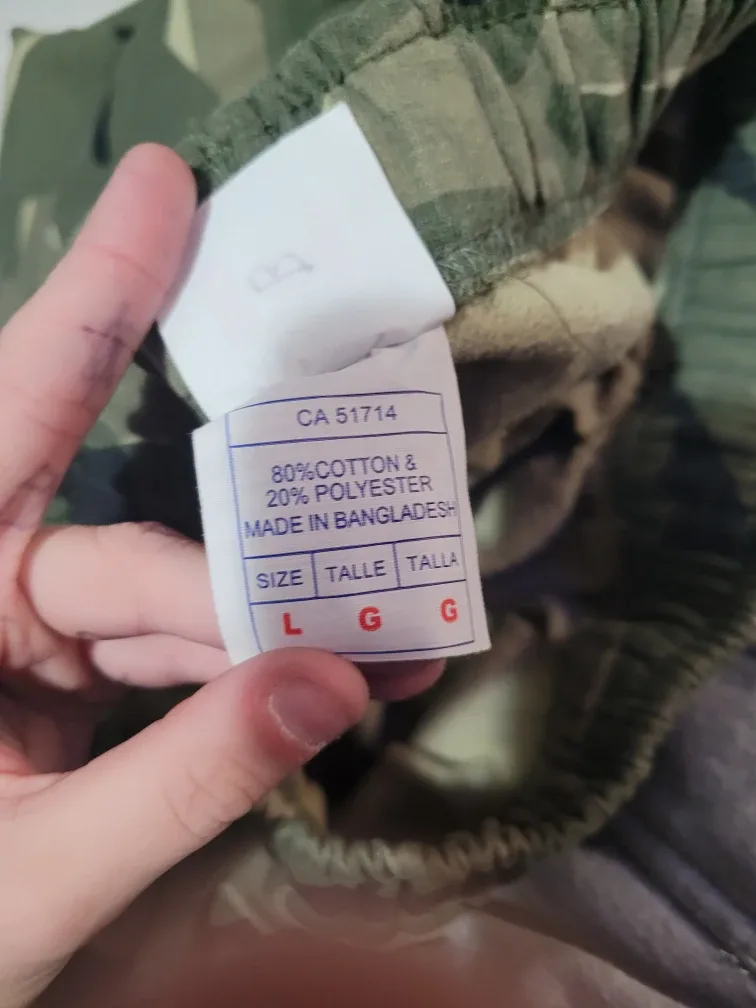 CA 51714
80%COTTON &
20% POLYESTER
MADE IN BANGLADESH
SIZE TALLE TALLA
L G G